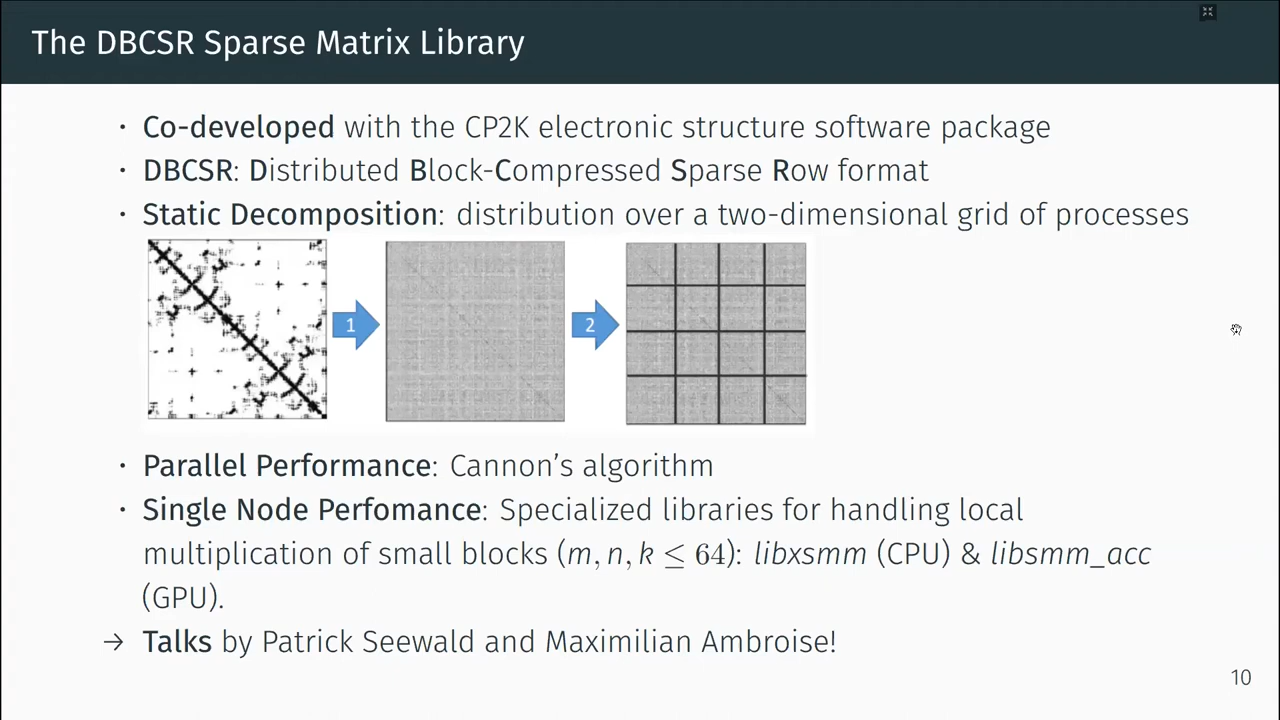 The DBCSR Sparse Matrix Library
· Co-developed with the CP2K electronic structure software package
· DBCSR: Distributed Block-Compressed Sparse Row format
· Static Decomposition: distribution over a two-dimensional grid of processes
1 2
· Parallel Performance: Cannon’s algorithm
· Single Node Perfomance: Specialized libraries for handling local
multiplication of small blocks (m, n, k ≤ 64): libxsmm (CPU) & libsmm_acc
(GPU).
→ Talks by Patrick Seewald and Maximilian Ambroise!
10